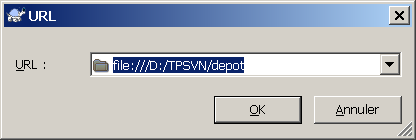 URL
URL : file:///D:/TPSVN/depot
OK Annuler